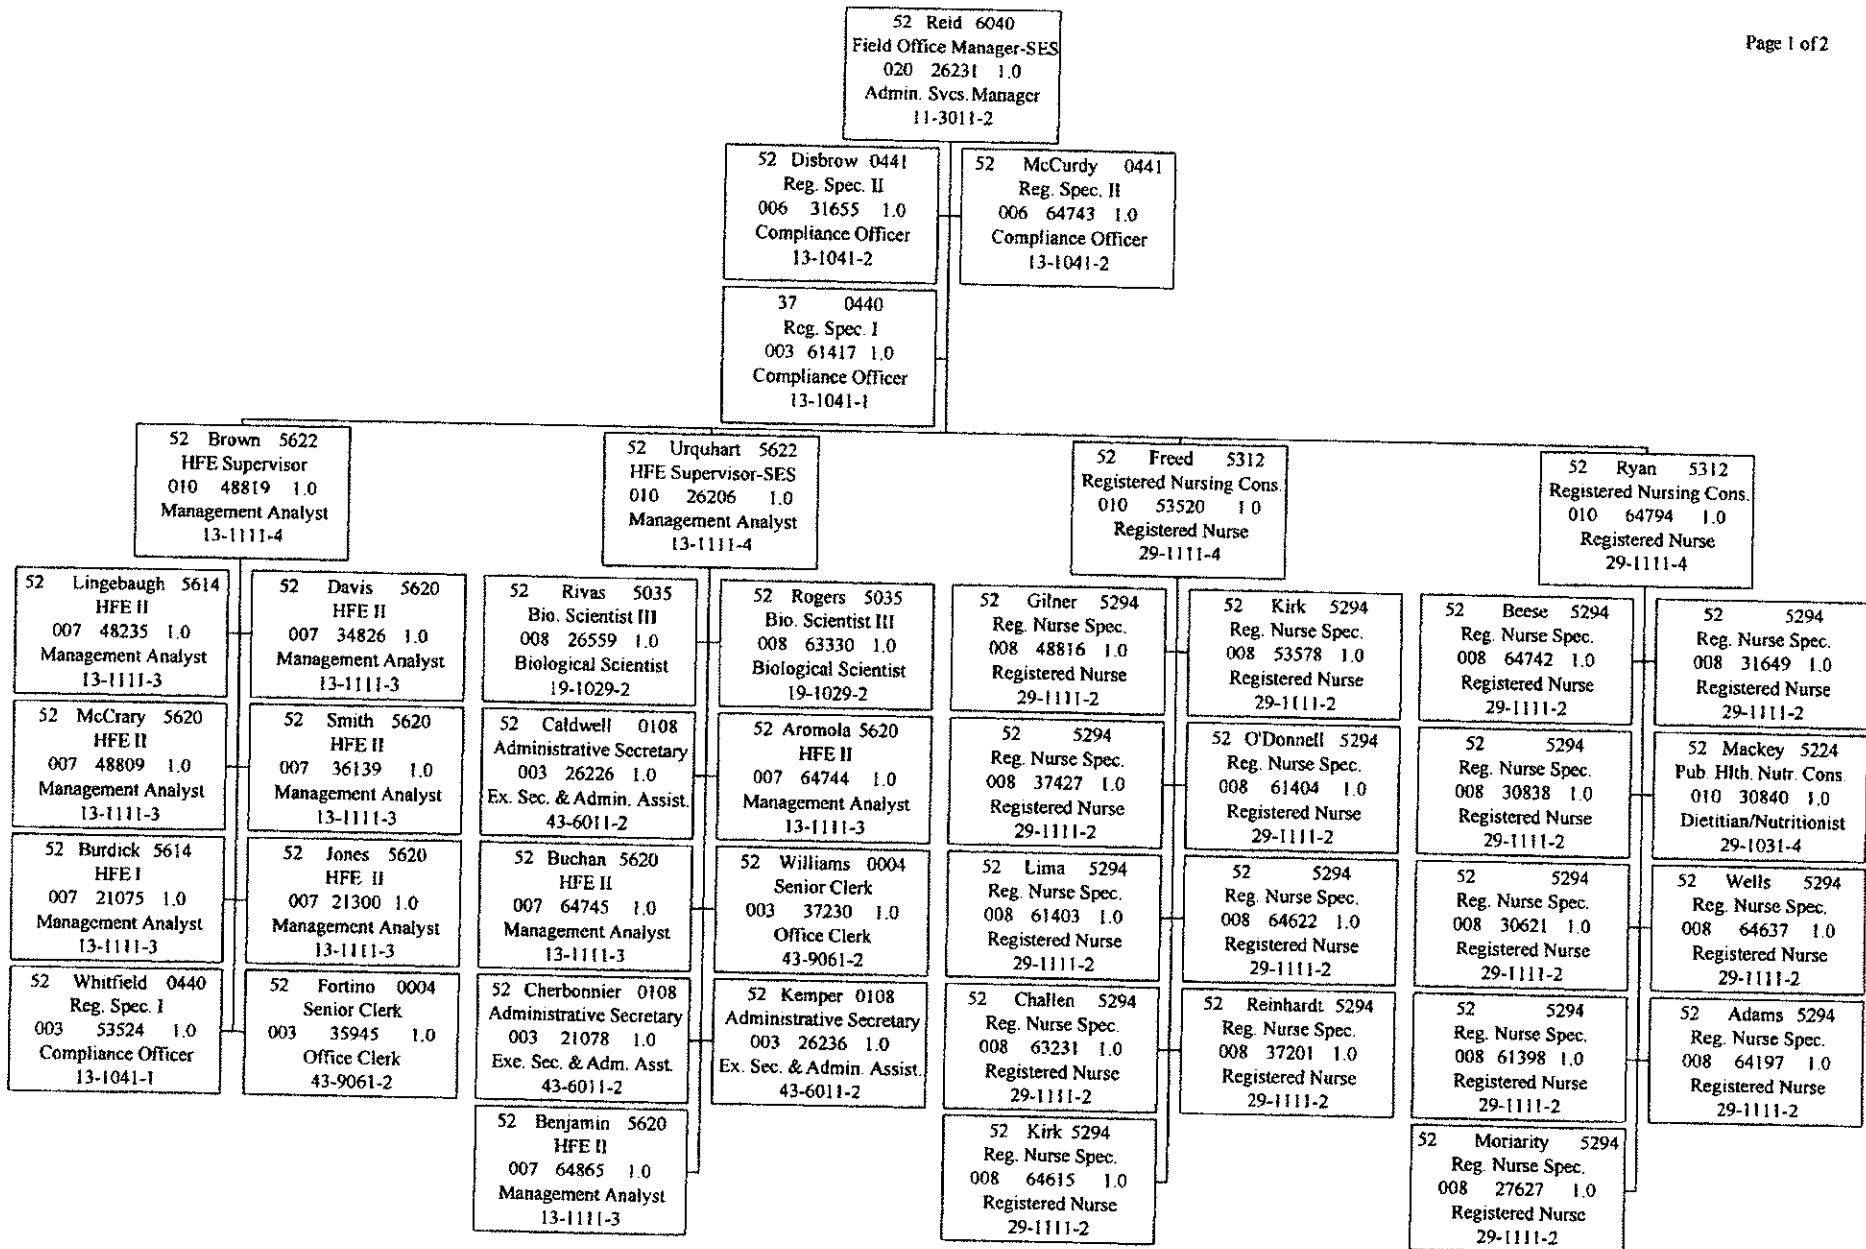 Page 1 of 2
52 Reid 6040
Field Office Manager-SES
020 26231 1.0
Admin. Svcs. Manager
11-3011-2
52 Disbrow 0441
Reg. Spec. II
006 31655 1.0
Compliance Officer
13-1041-2
52 McCurdy 0441
Reg. Spec. II
006 64743 1.0
Compliance Officer
13-1041-2
37 0440
Reg. Spec. I
003 61417 1.0
Compliance Officer
13-1041-1
52 Brown 5622
HFE Supervisor
010 48819 1.0
Management Analyst
13-1111-4
52 Urquhart 5622
HFE Supervisor-SES
010 26206 1.0
Management Analyst
13-1111-4
52 Freed 5312
Registered Nursing Cons.
010 53520 1 0
Registered Nurse
29-1111-4
52 Ryan 5312
Registered Nursing Cons.
010 64794 1.0
Registered Nurse
29-1111-4
52 Lingebaugh 5614
HFE II
007 48235 1.0
Management Analyst
13-1111-3
52 Davis 5620
HFE II
007 34826 1.0
Management Analyst
13-1111-3
52 McCrary 5620
HFE II
007 48809 1.0
Management Analyst
13-1111-3
52 Smith 5620
HFE II
007 36139 1.0
Management Analyst
13-1111-3
52 Burdick 5614
HFE I
007 21075 1.0
Management Analyst
13-1111-3
52 Jones 5620
HFE II
007 21300 1.0
Management Analyst
13-1111-3
52 Whitfield 0440
Reg. Spec. I
003 53524 1.0
Compliance Officer
13-1041-1
52 Fortino 0004
Senior Clerk
003 35945 1.0
Office Clerk
43-9061-2
52 Rivas 5035
Bio. Scientist III
008 26559 1.0
Biological Scientist
19-1029-2
52 Rogers 5035
Bio. Scientist III
008 63330 1.0
Biological Scientist
19-1029-2
52 Caldwell 0108
Administrative Secretary
003 26226 1.0
Ex. Sec. & Admin. Assist.
43-6011-2
52 Aromola 5620
HFE II
007 64744 1.0
Management Analyst
13-1111-3
52 Buchan 5620
HFE II
007 64745 1.0
Management Analyst
13-1111-3
52 Williams 0004
Senior Clerk
003 37230 1.0
Office Clerk
43-9061-2
52 Cherbonnier 0108
Administrative Secretary
003 21078 1.0
Exe. Sec. & Adm. Asst.
43-6011-2
52 Kemper 0108
Administrative Secretary
003 26236 1.0
Ex. Sec. & Admin. Assist.
43-6011-2
52 Benjamin 5620
HFE II
007 64865 1.0
Management Analyst
13-1111-3
52 Gilner 5294
Reg. Nurse Spec.
008 48816 1.0
Registered Nurse
29-1111-2
52 Kirk 5294
Reg. Nurse Spec.
008 53578 1.0
Registered Nurse
29-1111-2
52 5294
Reg. Nurse Spec.
008 37427 1.0
Registered Nurse
29-1111-2
52 O'Donnell 5294
Reg. Nurse Spec.
008 61404 1.0
Registered Nurse
29-1111-2
52 Lima 5294
Reg. Nurse Spec.
008 61403 1.0
Registered Nurse
29-1111-2
52 5294
Reg. Nurse Spec.
008 64622 1.0
Registered Nurse
29-1111-2
52 Challen 5294
Reg. Nurse Spec.
008 63231 1.0
Registered Nurse
29-1111-2
52 Reinhardt 5294
Reg. Nurse Spec.
008 37201 1.0
Registered Nurse
29-1111-2
52 Kirk 5294
Reg. Nurse Spec.
008 64615 1.0
Registered Nurse
29-1111-2
52 Beese 5294
Reg. Nurse Spec.
008 64742 1.0
Registered Nurse
29-1111-2
52 5294
Reg. Nurse Spec.
008 31649 1.0
Registered Nurse
29-1111-2
52 5294
Reg. Nurse Spec.
008 30838 1.0
Registered Nurse
29-1111-2
52 Mackey 5224
Pub. Hlth. Nutr. Cons.
010 30840 1.0
Dietitian/Nutritionist
29-1031-4
52 5294
Reg. Nurse Spec.
008 30621 1.0
Registered Nurse
29-1111-2
52 Wells 5294
Reg. Nurse Spec.
008 64637 1.0
Registered Nurse
29-1111-2
52 5294
Reg. Nurse Spec.
008 61398 1.0
Registered Nurse
29-1111-2
52 Adams 5294
Reg. Nurse Spec.
008 64197 1.0
Registered Nurse
29-1111-2
52 Moriarity 5294
Reg. Nurse Spec.
008 27627 1.0
Registered Nurse
29-1111-2